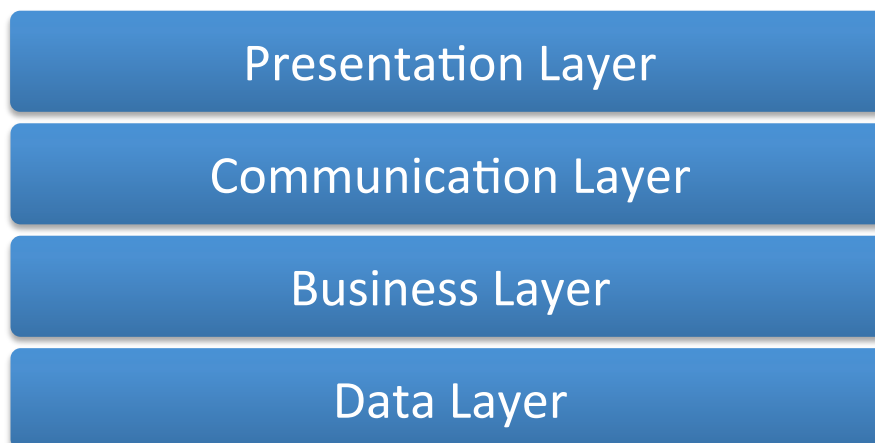 Presentation Layer
Communication Layer
Business Layer
Data Layer